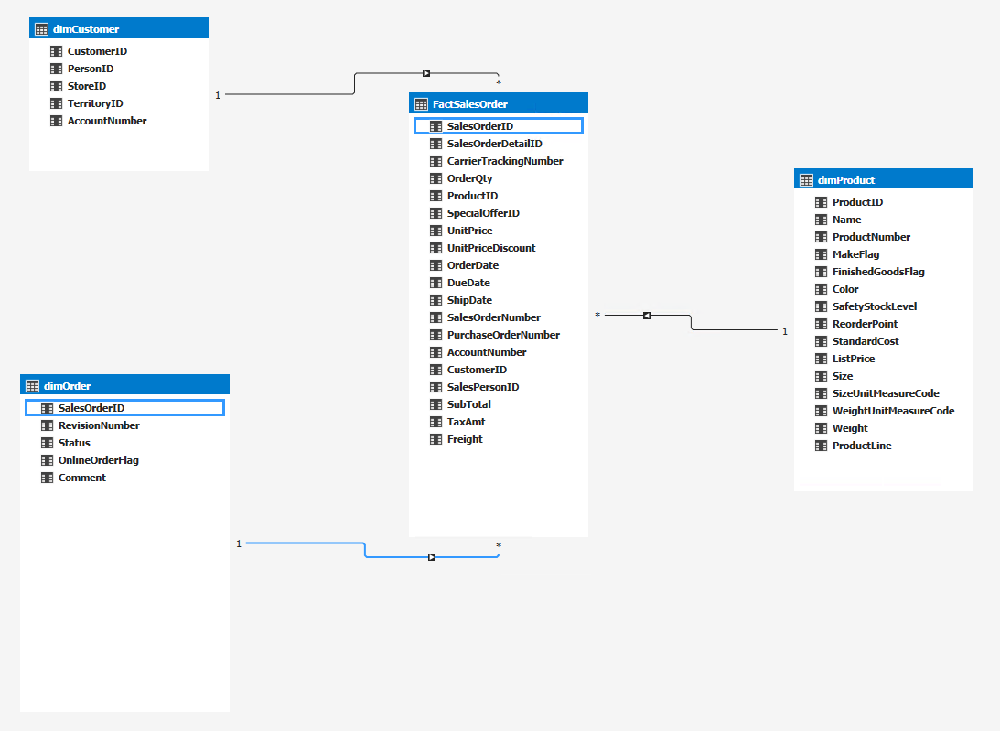 dimCustomer
CustomerID
PersonID
StoreID
TerritoryID
AccountNumber
1
*
FactSalesOrder
SalesOrderID
SalesOrderDetailID
CarrierTrackingNumber
OrderQty
ProductID
SpecialOfferID
UnitPrice
UnitPriceDiscount
OrderDate
DueDate
ShipDate
SalesOrderNumber
PurchaseOrderNumber
AccountNumber
CustomerID
SalesPersonID
SubTotal
TaxAmt
Freight
*
1
dimProduct
ProductID
Name
ProductNumber
MakeFlag
FinishedGoodsFlag
Color
SafetyStockLevel
ReorderPoint
StandardCost
ListPrice
Size
SizeUnitMeasureCode
WeightUnitMeasureCode
Weight
ProductLine
dimOrder
SalesOrderID
RevisionNumber
Status
OnlineOrderFlag
Comment
1
*